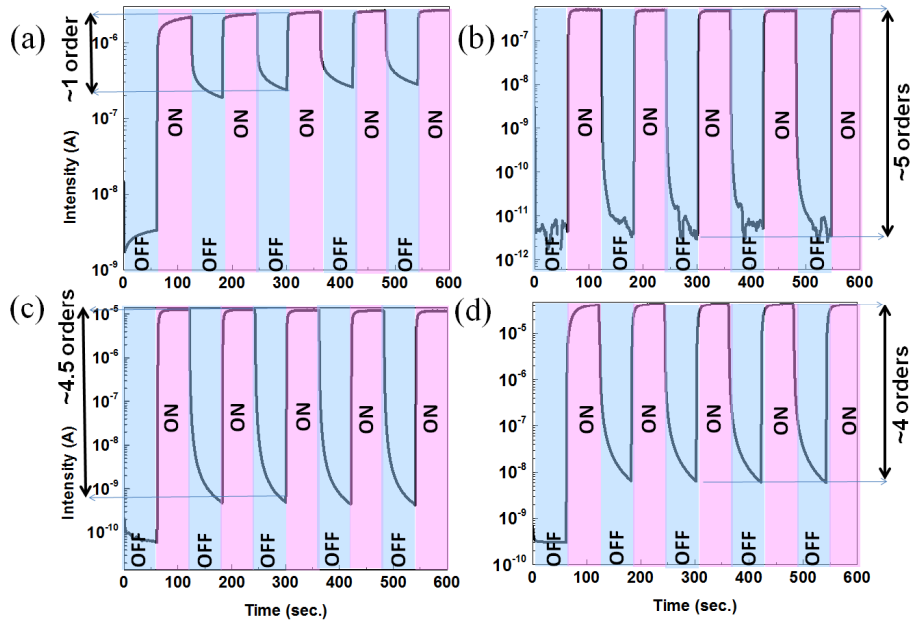 (a)
~1 order
Intensity (A)
10-6
10-7
10-8
10-9
OFF ON OFF ON OFF ON OFF ON OFF ON
0 100 200 300 400 500 600
(b)
~5 orders
10-7
10-8
10-9
10-10
10-11
10-12
OFF ON OFF ON OFF ON OFF ON OFF ON
0 100 200 300 400 500 600
(c)
~4.5 orders
Intensity (A)
10-5
10-6
10-7
10-8
10-9
10-10
OFF ON OFF ON OFF ON OFF ON OFF ON
0 100 200 300 400 500 600
Time (sec.)
(d)
~4 orders
10-5
10-6
10-7
10-8
10-9
10-10
OFF ON OFF ON OFF ON OFF ON OFF ON
0 100 200 300 400 500 600
Time (sec.)